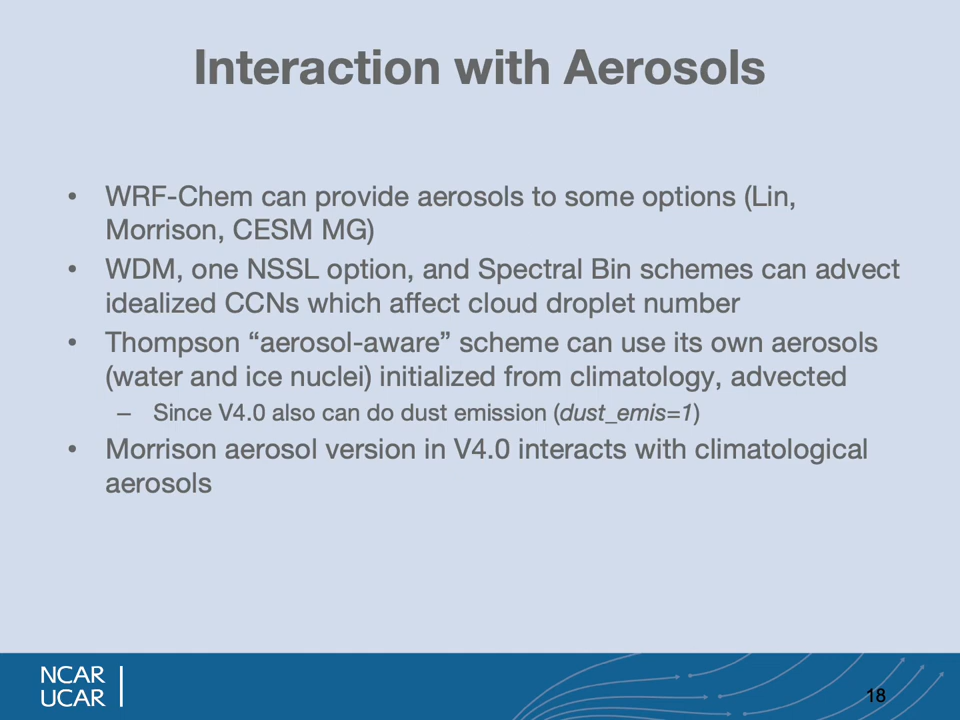 Interaction with Aerosols
• WRF-Chem can provide aerosols to some options (Lin,
Morrison, CESM MG)
• WDM, one NSSL option, and Spectral Bin schemes can advect
idealized CCNs which affect cloud droplet number
• Thompson “aerosol-aware” scheme can use its own aerosols
(water and ice nuclei) initialized from climatology, advected
– Since V4.0 also can do dust emission (dust_emis=1)
• Morrison aerosol version in V4.0 interacts with climatological
aerosols
NCAR
UCAR
18